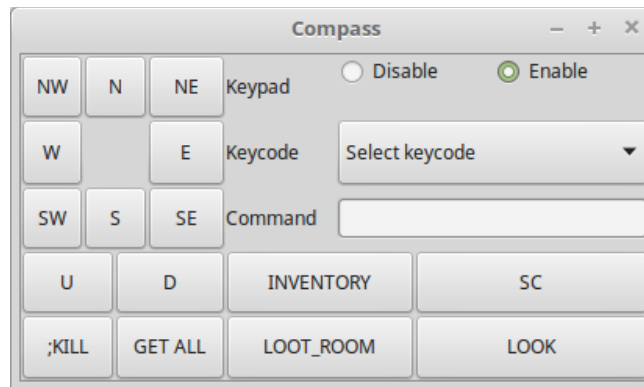 Compass
NW N NE Keypad Disable Enable
W E Keycode Select keycode
SW S SE Command
U D INVENTORY SC
;KILL GET ALL LOOT_ROOM LOOK